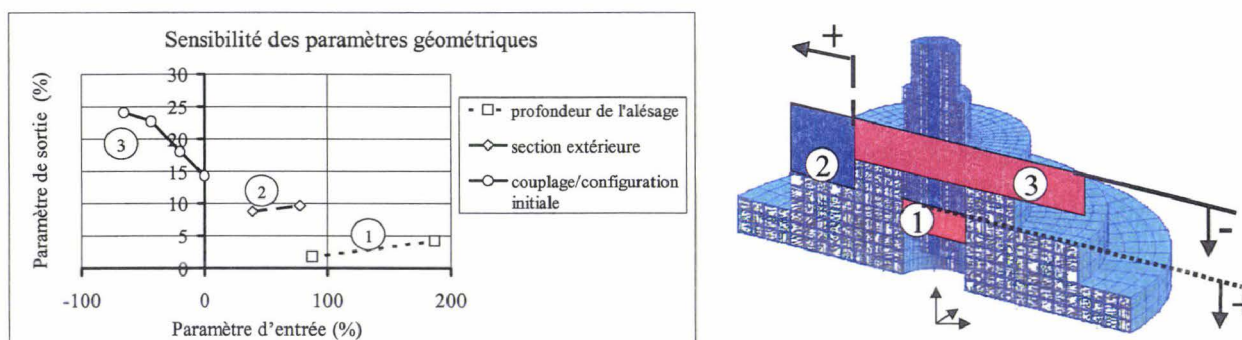 Sensibilité des paramètres géométriques
Paramètre de sortie (%)
30
25
20
15
10
5
0
-100
0
100
200
Paramètre d'entrée (%)
3
2
1
profondeur de l'alésage
section extérieure
couplage/configuration
initiale
+
2
3
1
-
+